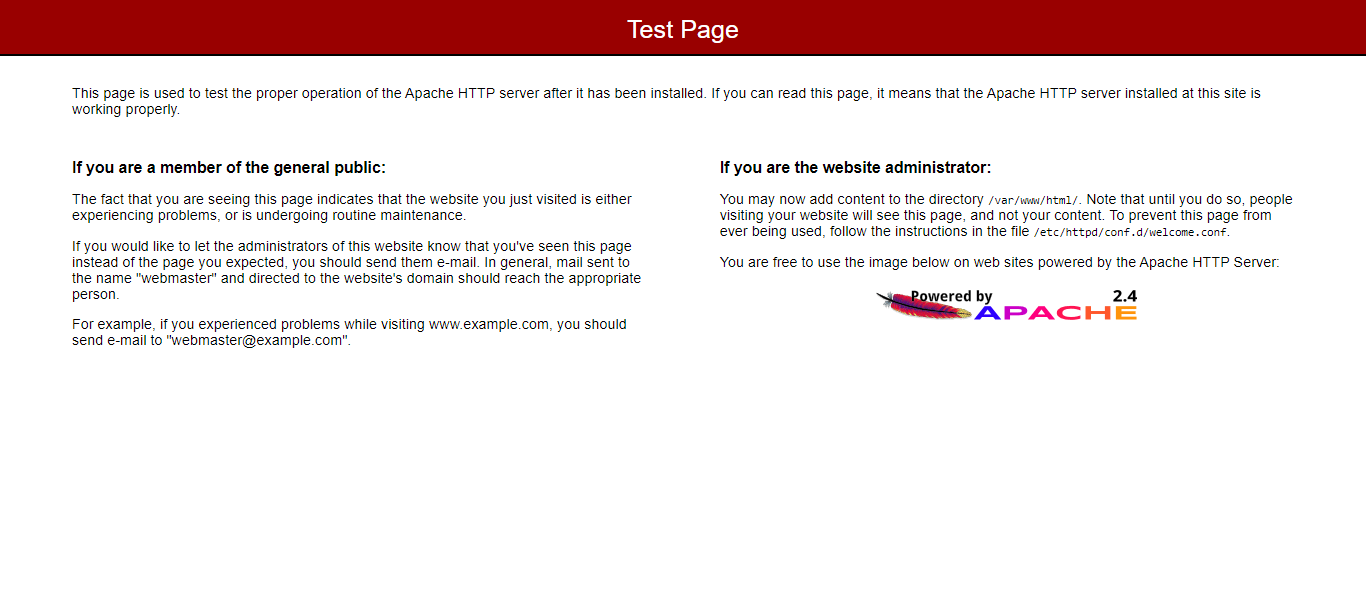 Test Page
This page is used to test the proper operation of the Apache HTTP server after it has been installed. If you can read this page, it means that the Apache HTTP server installed at this site is
working properly.
If you are a member of the general public:
The fact that you are seeing this page indicates that the website you just visited is either
experiencing problems, or is undergoing routine maintenance.
If you would like to let the administrators of this website know that you've seen this page
instead of the page you expected, you should send them e-mail. In general, mail sent to
the name "webmaster" and directed to the website's domain should reach the appropriate
person.
For example, if you experienced problems while visiting www.example.com, you should
send e-mail to "webmaster@example.com".
If you are the website administrator:
You may now add content to the directory /var/www/html/. Note that until you do so, people
visiting your website will see this page, and not your content. To prevent this page from
ever being used, follow the instructions in the file /etc/httpd/conf.d/welcome.conf.
You are free to use the image below on web sites powered by the Apache HTTP Server:
Powered by 2.4
APACHE